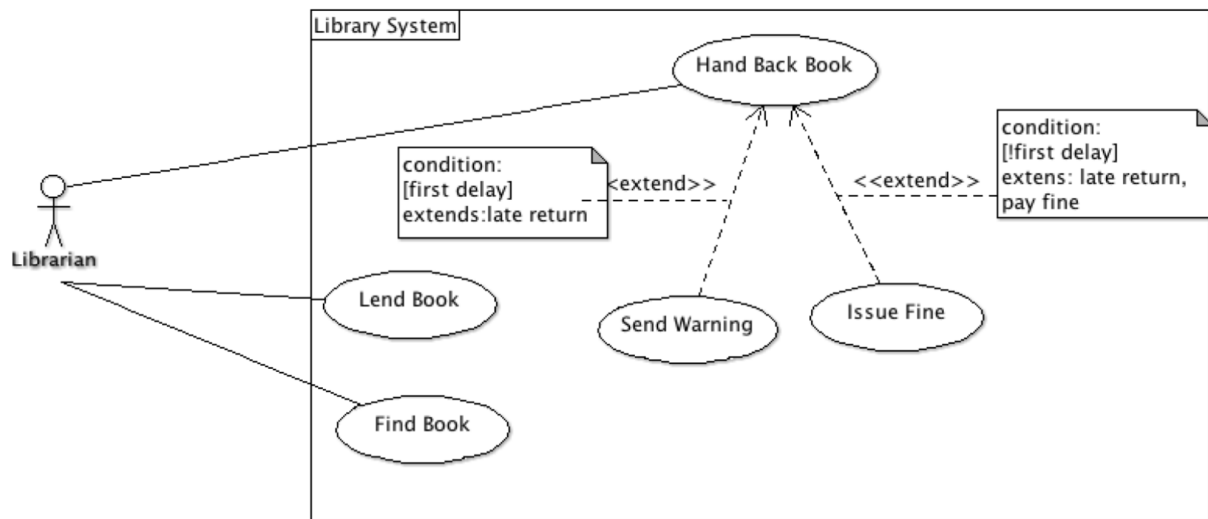 Library System
Hand Back Book
condition:
[first delay]
extends:late return
<extend>>
<<extend>>
condition:
[!first delay]
extens: late return,
pay fine
Librarian
Lend Book
Send Warning
Issue Fine
Find Book